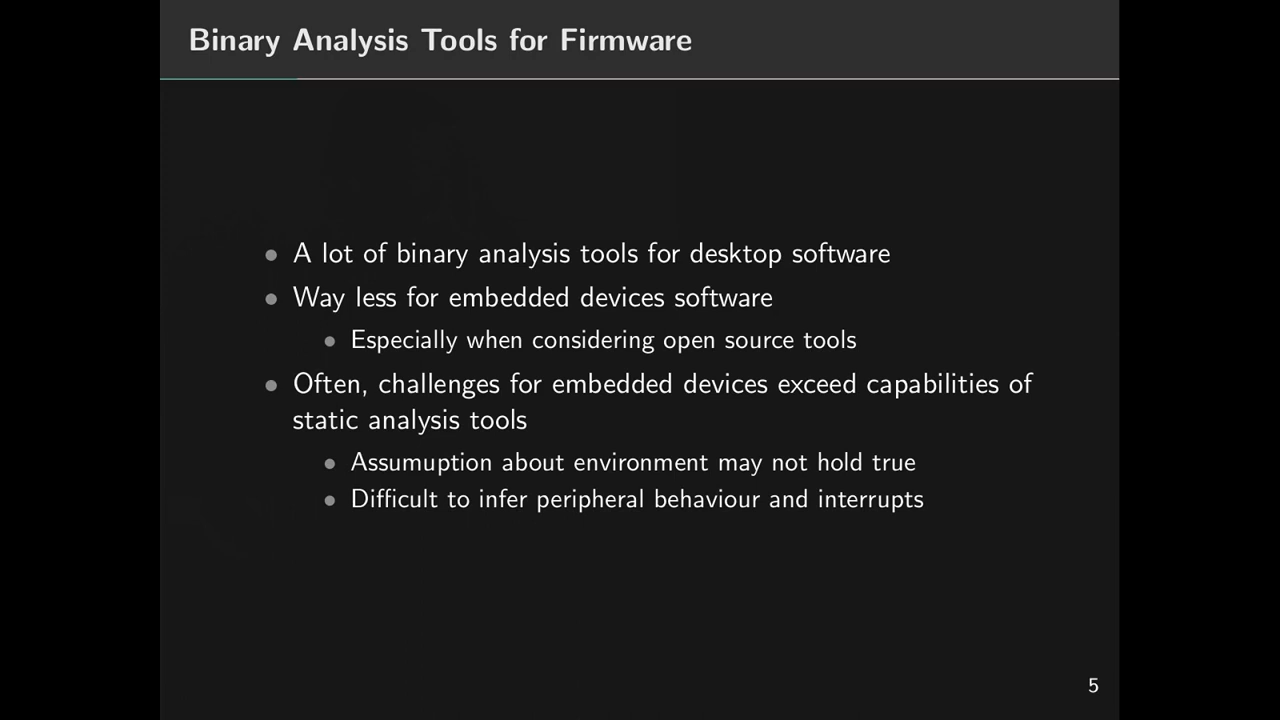 Binary Analysis Tools for Firmware
• A lot of binary analysis tools for desktop software
• Way less for embedded devices software
• Especially when considering open source tools
• Often, challenges for embedded devices exceed capabilities of
static analysis tools
• Assumuption about environment may not hold true
• Difficult to infer peripheral behaviour and interrupts
5